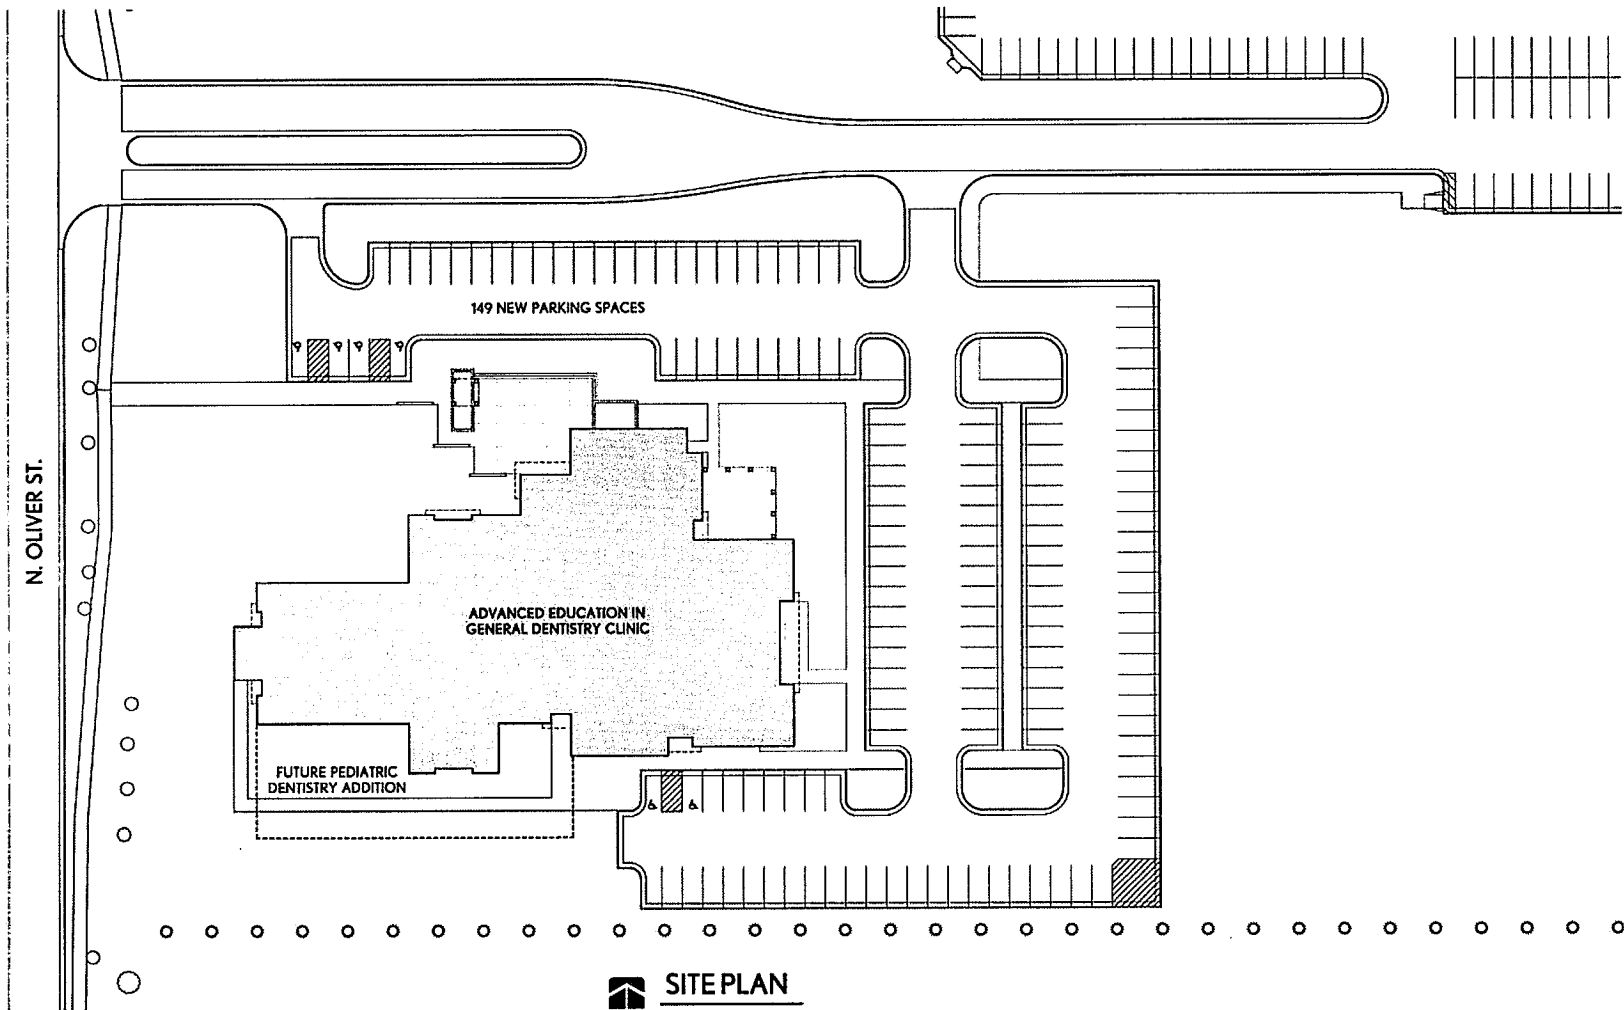 149 NEW PARKING SPACES
N. OLIVER ST.
ADVANCED EDUCATION IN
GENERAL DENTISTRY CLINIC
FUTURE PEDIATRIC
DENTISTRY ADDITION
SITE PLAN